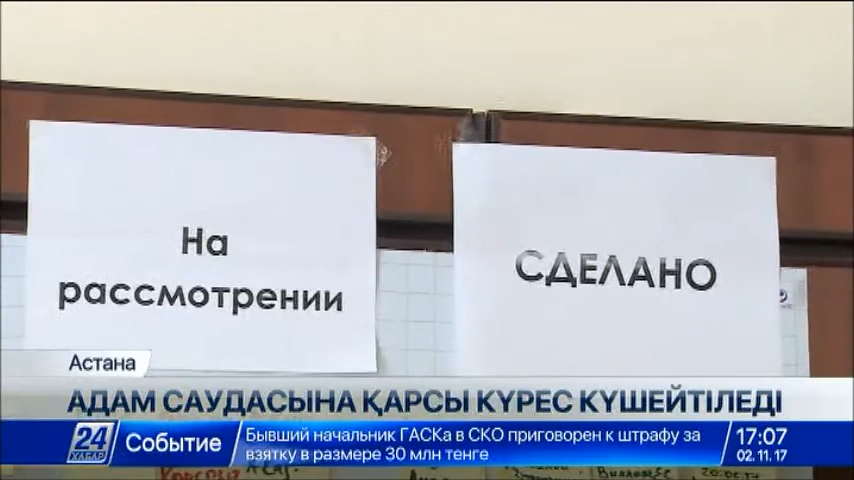 На
рассмотрении
СДЕЛАНО
Астана
АДАМ САУДАСЫНА ҚАРСЫ КҮРЕС КҮШЕЙТІЛЕДІ
24
ХАБАР
Событие
Бывший начальник ГАСКа в СКО приговорен к штрафу за
взятку в размере 30 млн тенге
17:07
02.11.17